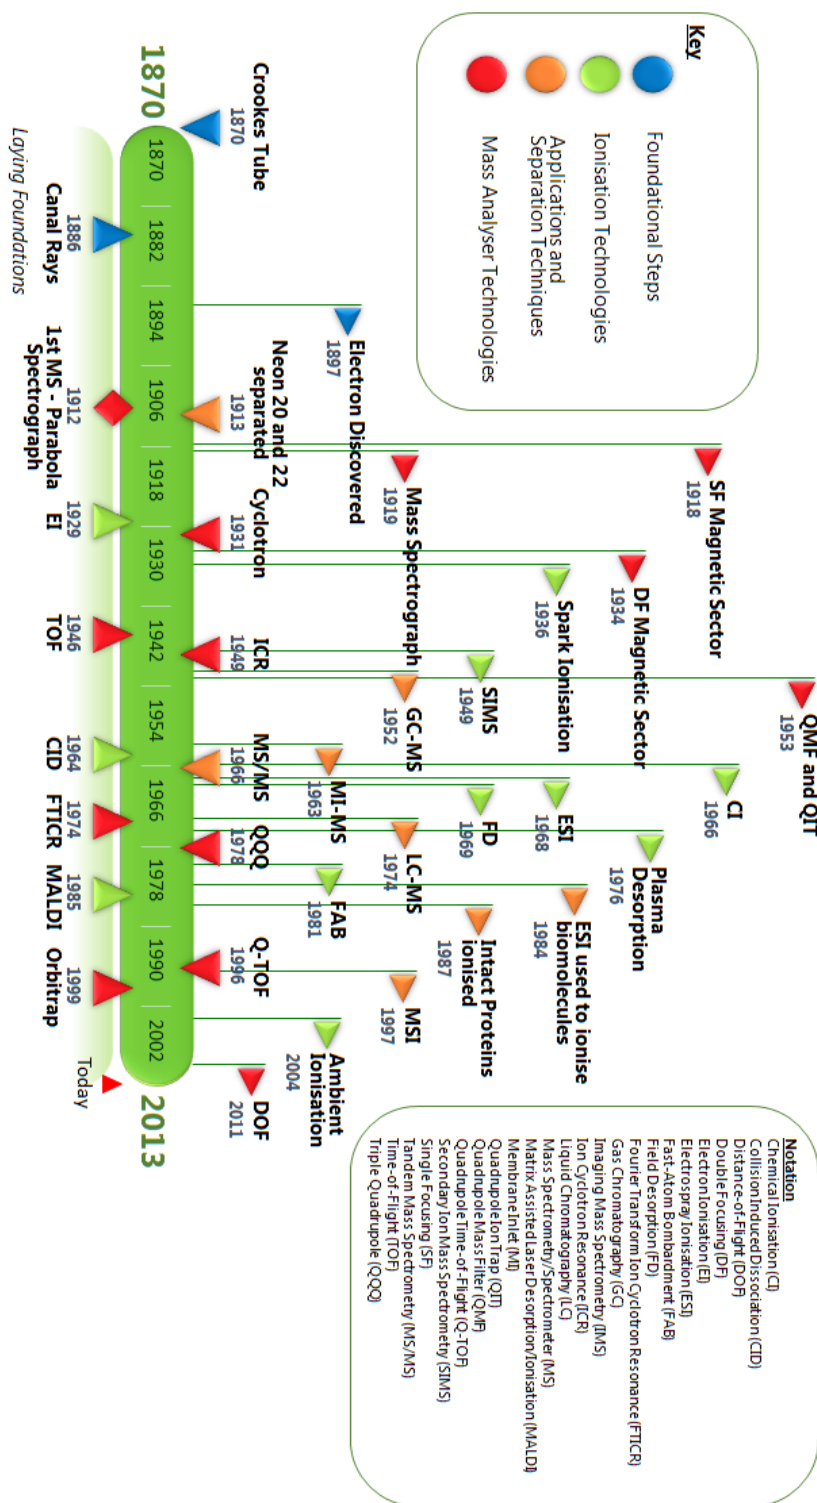 Key
Foundational Steps
Ionisation Technologies
Applications and
Separation Techniques
Mass Analyser Technologies
QMF and QIT
1953
SF Magnetic Sector
1918
CI
1966
DF Magnetic Sector
1934
Plasma
Desorption
1976
Spark Ionisation
1936
ESI
1968
ESI used to ionise
biomolecules
1984
SIMS
1949
FD
1969
Intact Proteins
ionised
1987
Mass Spectrograph
1919
GC-MS
1952
LC-MS
1974
MSI
1997
Electron Discovered
1897
MI-MS
1963
FAB
1981
Ambient
Ionisation
2004
Crookes Tube
1870
Neon 20 and 22
separated
1913
Cyclotron
1931
ICR
1949
MS/MS
1966
QQQ
1978
Q-TOF
1996
DOF
2011
1870
1870 1882 1894 1906 1918 1930 1942 1954 1966 1978 1990 2002
2013
Today
1886
Canal Rays
1912
1st MS - Parabola
Spectrograph
1929
EI
1946
TOF
1964
CID
1974
FTICR
1985
MALDI
1999
Orbitrap
Laying Foundations
Notation
Chemical Ionisation (CI)
Collision Induced Dissociation (CID)
Distance-of-Flight (DOF)
Double Focusing (DF)
Electron Ionisation (EI)
Electrospray Ionisation (ESI)
Fast-Atom Bombardment (FAB)
Field Desorption (FD)
Fourier Transform Ion Cyclotron Resonance (FTICR)
Gas Chromatography (GC)
Imaging Mass Spectrometry (IMS)
Ion Cyclotron Resonance (ICR)
Liquid Chromatography (LC)
Mass Spectrometry/Spectrometer (MS)
Matrix Assisted Laser Desorption/Ionisation (MALDI)
Membrane Inlet (MI)
Quadrupole Ion Trap (QIT)
Quadrupole Mass Filter (QMF)
Quadrupole Time-of-Flight (Q-TOF)
Secondary Ion Mass Spectrometry (SIMS)
Single Focusing (SF)
Tandem Mass Spectrometry (MS/MS)
Time-of-Flight (TOF)
Triple Quadrupole (QQQ)